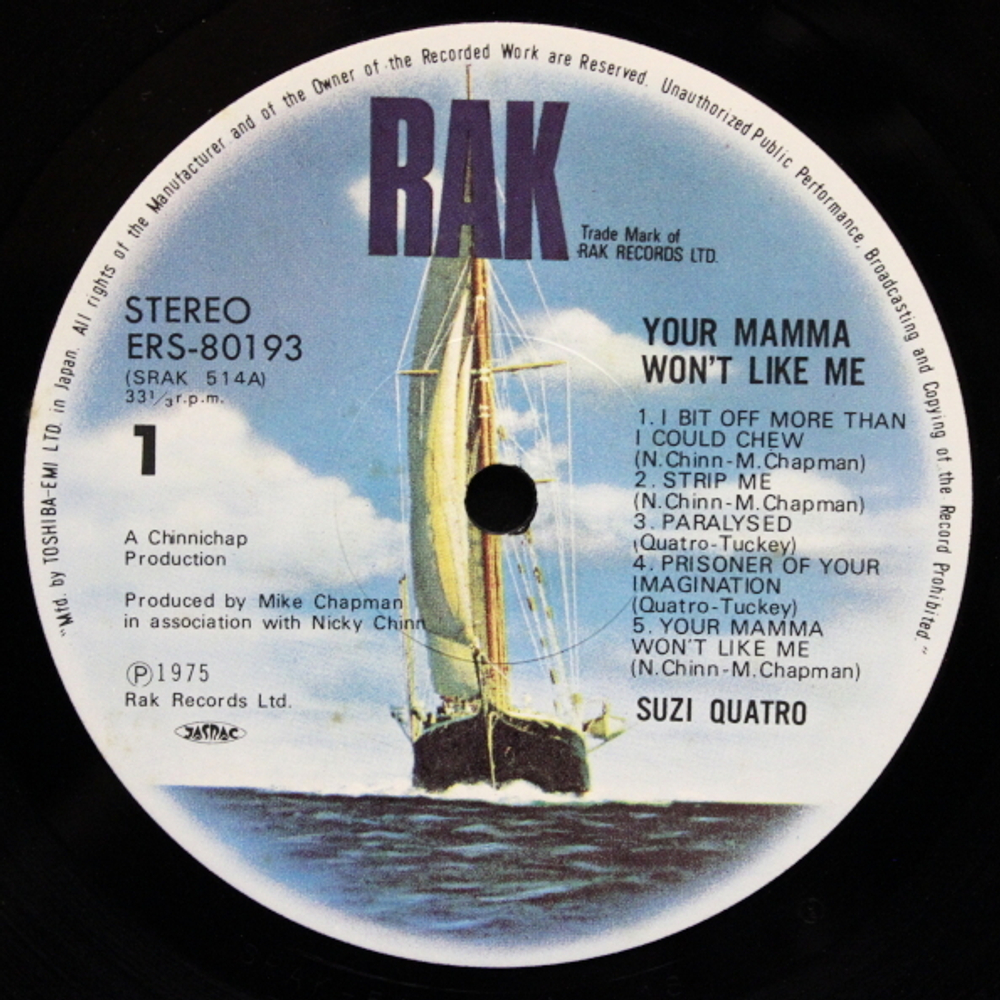 "Mfd. by TOSHIBA-EMI LTD. in Japan. All rights of the Manufacturer and of the Owner of the Recorded Work are Reserved. Unauthorized Public Performance, Broadcasting and Copying of the Record Prohibited."
RAK
Trade Mark of
RAK RECORDS LTD.
STEREO
ERS-80193
(SRAK 514A)
33 1/3 r.p.m.
1
A Chinnichap
Production
Produced by Mike Chapman
in association with Nicky Chinn
Ⓟ1975
Rak Records Ltd.
JASRAC
YOUR MAMMA
WON'T LIKE ME
1. I BIT OFF MORE THAN
I COULD CHEW
(N.Chinn-M.Chapman)
2. STRIP ME
(N.Chinn-M.Chapman)
3. PARALYSED
(Quatro-Tuckey)
4. PRISONER OF YOUR
IMAGINATION
(Quatro-Tuckey)
5. YOUR MAMMA
WON'T LIKE ME
(N.Chinn-M.Chapman)
SUZI QUATRO